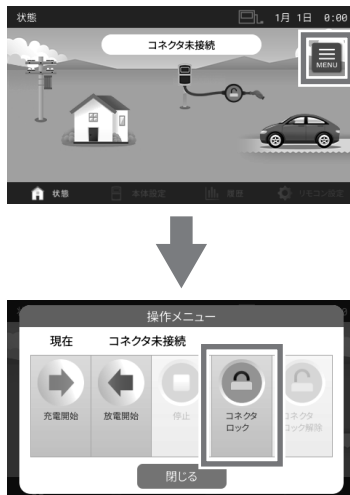 状態
1月 1日 0:00
コネクタ未接続
MENU
状態
本体設定
履歴
リモコン設定
操作メニュー
現在 コネクタ未接続
充電開始
放電開始
停止
コネクタ
ロック
コネクタ
ロック解除
閉じる